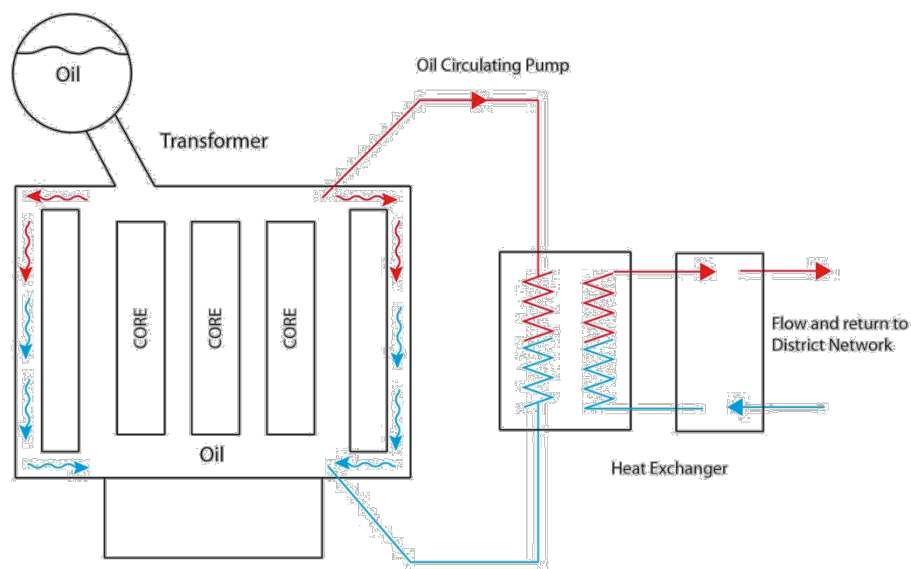 Oil
Oil Circulating Pump
Transformer
CORE
CORE
CORE
Oil
Flow and return to
District Network
Heat Exchanger